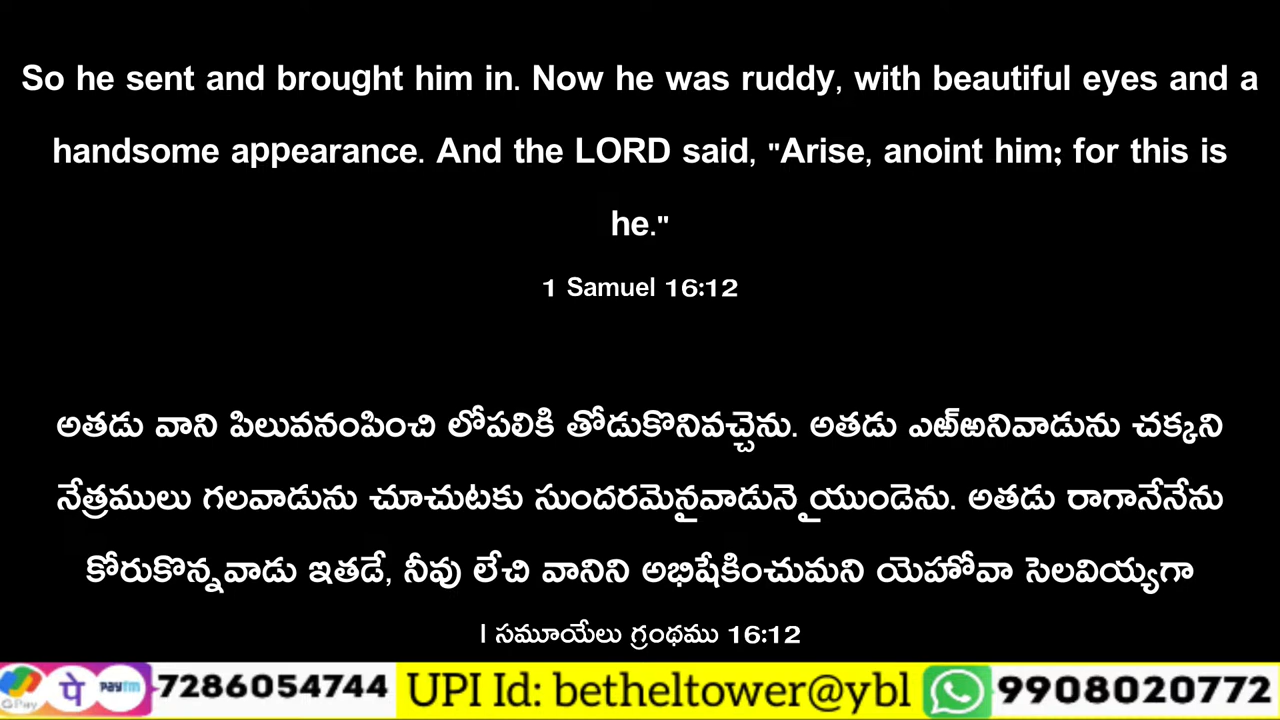 So he sent and brought him in. Now he was ruddy, with beautiful eyes and a
handsome appearance. And the LORD said, "Arise, anoint him; for this is
he."
1 Samuel 16:12
అతడు వాని పిలువనంపించి లోపలికి తోడుకొనివచ్చెను. అతడు ఎఱ్ఱనివాడును చక్కని
నేత్రములు గలవాడును చూచుటకు సుందరమైనవాడునై యుండెను. అతడు రాగానేనేను
కోరుకొన్నవాడు ఇతడే, నీవు లేచి వానిని అభిషేకించుమని యెహోవా సెలవియ్యగా
I సమూయేలు గ్రంథము 16:12
G Pay పే paytm 7286054744 UPI Id: betheltower@ybl 9908020772